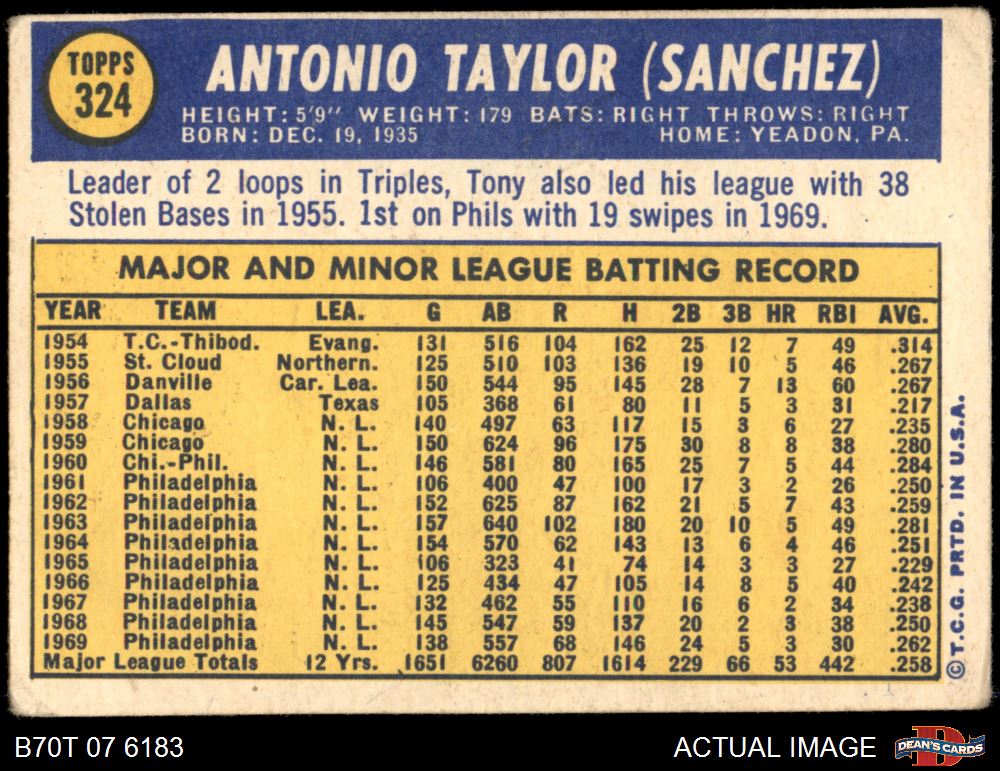 TOPPS
324
ANTONIO TAYLOR (SANCHEZ)
HEIGHT: 5'9" WEIGHT: 179 BATS: RIGHT THROWS: RIGHT
BORN: DEC. 19, 1935 HOME: YEADON, PA.
Leader of 2 loops in Triples, Tony also led his league with 38
Stolen Bases in 1955. 1st on Phils with 19 swipes in 1969.
MAJOR AND MINOR LEAGUE BATTING RECORD
YEAR TEAM LEA. G AB R H 2B 3B HR RBI AVG.
1954 T.C.-Thibod. Evang. 131 516 104 162 25 12 7 49 .314
1955 St. Cloud Northern. 125 510 103 136 19 10 5 46 .267
1956 Danville Car. Lea. 150 544 95 145 28 7 13 60 .267
1957 Dallas Texas 105 368 61 80 11 5 3 31 .217
1958 Chicago N. L. 140 497 63 117 15 3 6 27 .235
1959 Chicago N. L. 150 624 96 175 30 8 8 38 .280
1960 Chi.-Phil. N. L. 146 581 80 165 25 7 5 44 .284
1961 Philadelphia N. L. 106 400 47 100 17 3 2 26 .250
1962 Philadelphia N. L. 152 625 87 162 21 5 7 43 .259
1963 Philadelphia N. L. 157 640 102 180 20 10 5 49 .281
1964 Philadelphia N. L. 154 570 62 143 13 6 4 46 .251
1965 Philadelphia N. L. 106 323 41 74 14 3 3 27 .229
1966 Philadelphia N. L. 125 434 47 105 14 8 5 40 .242
1967 Philadelphia N. L. 132 462 55 110 16 6 2 34 .238
1968 Philadelphia N. L. 145 547 59 137 20 2 3 38 .250
1969 Philadelphia N. L. 138 557 68 146 24 5 3 30 .262
Major League Totals 12 Yrs. 1651 6260 807 1614 229 66 53 442 .258
© T.C.G. PRTD. IN U.S.A.
B70T 07 6183
ACTUAL IMAGE
D
DEAN'S CARDS